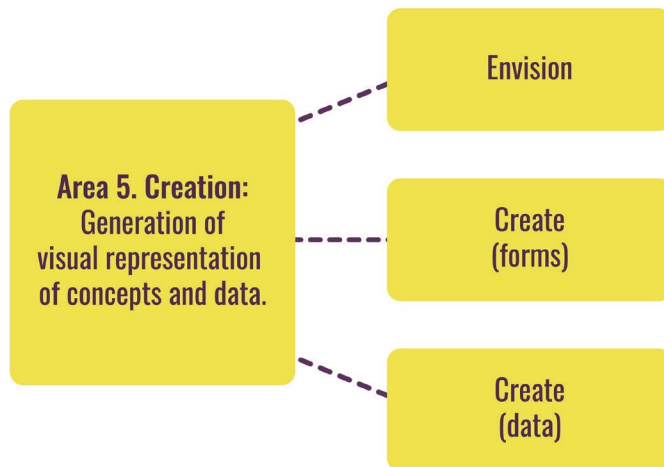 Area 5. Creation:
Generation of
visual representation
of concepts and data.
Envision
Create
(forms)
Create
(data)